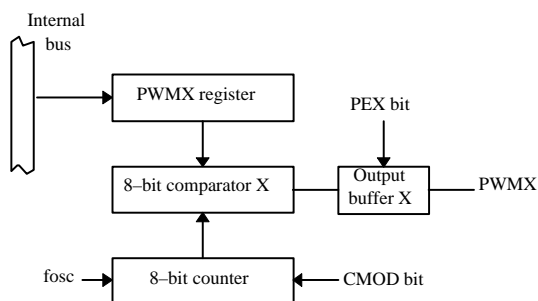 Internal
bus
PWMX register
PEX bit
8–bit comparator X
Output
buffer X
PWMX
fosc
8–bit counter
CMOD bit